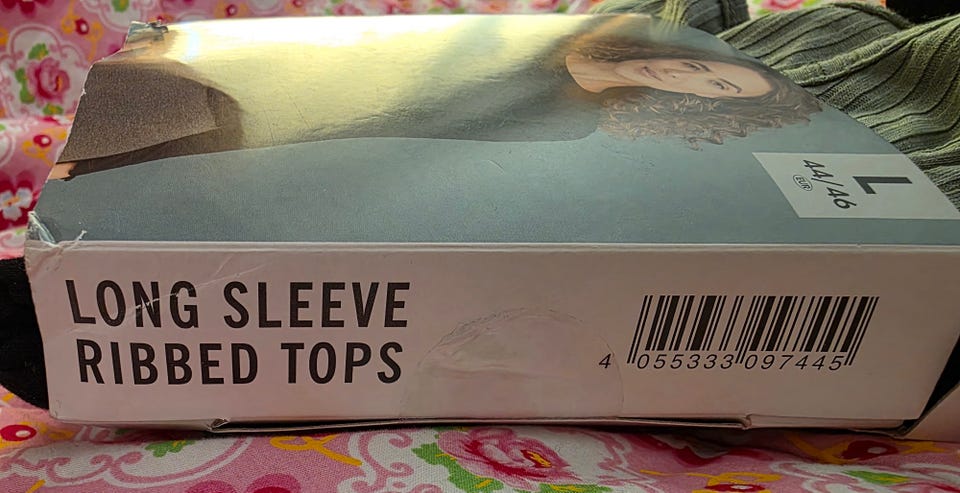 L
44/46
EUR
LONG SLEEVE
RIBBED TOPS
4 055333 097445